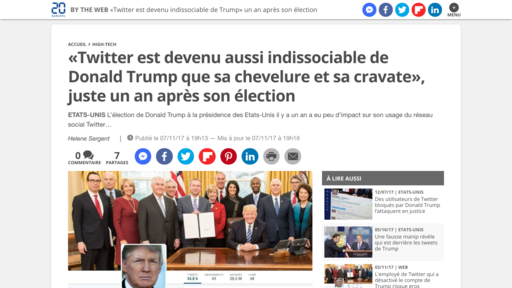 20
MINUTES
BY THE WEB «Twitter est devenu indissociable de Trump» un an après son élection
MENU
ACCUEIL > HIGH-TECH
«Twitter est devenu aussi indissociable de
Donald Trump que sa chevelure et sa cravate»,
juste un an après son élection
ETATS-UNIS L'élection de Donald Trump à la présidence des Etats-Unis il y a un an a eu peu d'impact sur son usage du réseau
social Twitter…
Helene Sergent | Publié le 07/11/17 à 19h13 — Mis à jour le 07/11/17 à 19h16
0
COMMENTAIRE
7
PARTAGES
À LIRE AUSSI
12/07/17 | ETATS-UNIS
Des utilisateurs de Twitter
bloqués par Donald Trump
l'attaquent en justice
05/10/17 | ETATS-UNIS
Une fausse manip révèle
qui est derrière les tweets
de Trump
03/11/17 | WEB
L'employé de Twitter qui a
désactivé le compte de
Trump risque gros